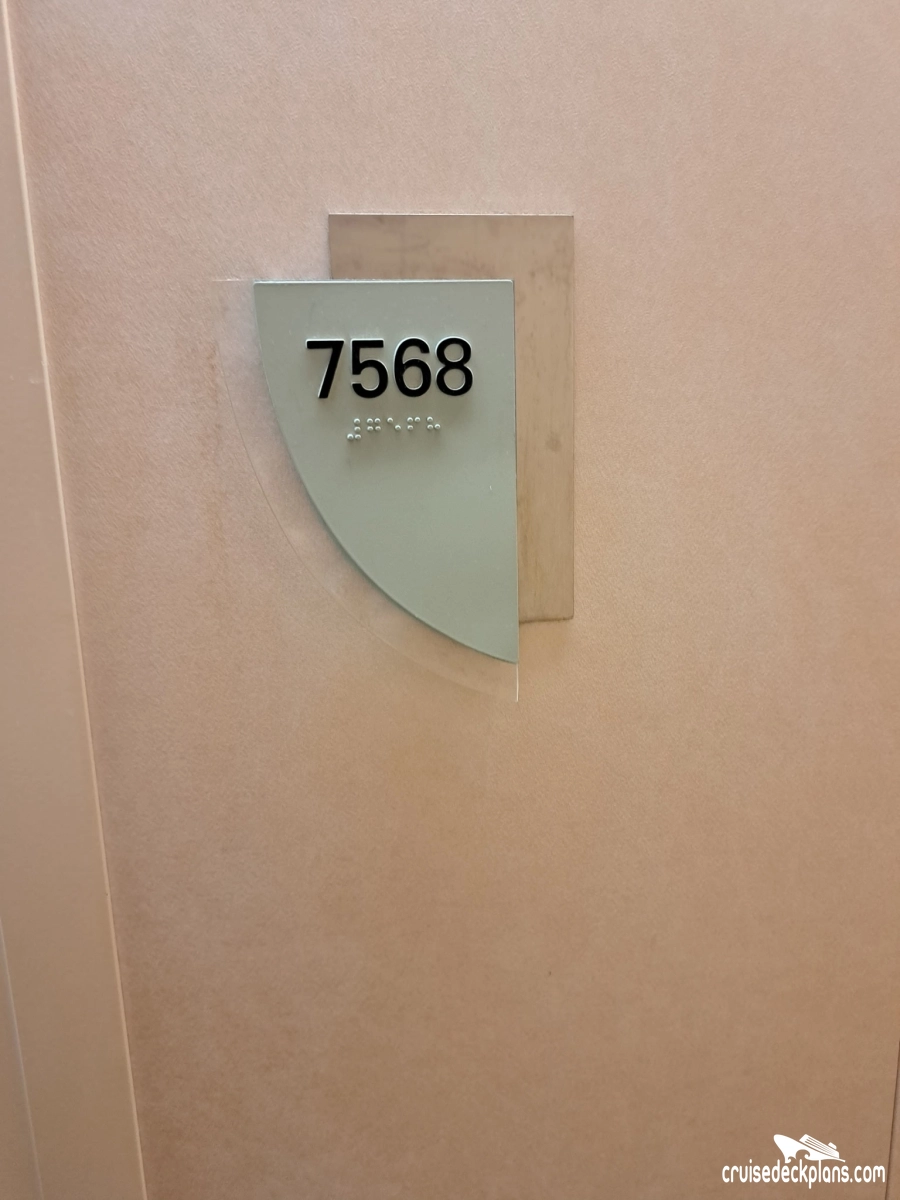 7568
⠼⠛⠑⠋⠓
cruisedeckplans.com